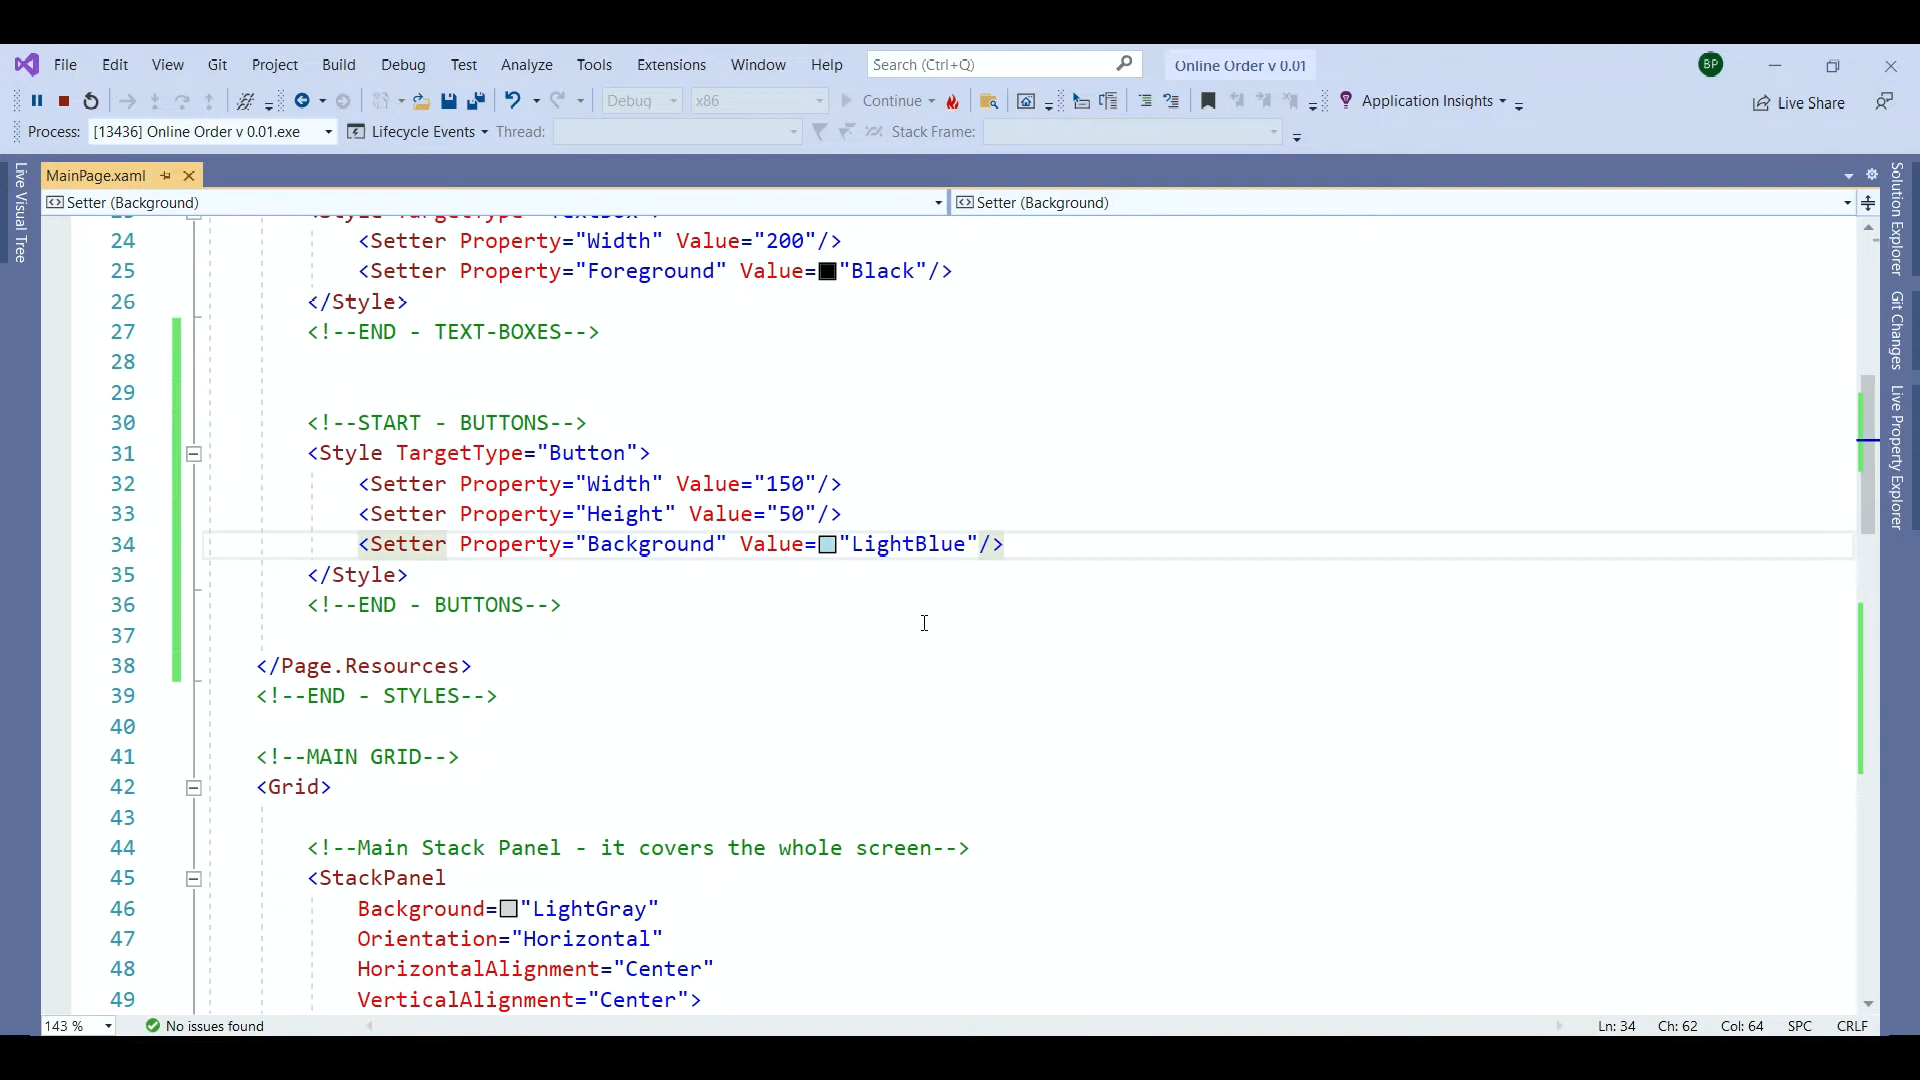 File Edit View Git Project Build Debug Test Analyze Tools Extensions Window Help Search (Ctrl+Q) Online Order v 0.01 BP
Debug x86 Continue Application Insights Live Share
Process: [13436] Online Order v 0.01.exe Lifecycle Events Thread: Stack Frame:
Live Visual Tree
MainPage.xaml
Setter (Background) Setter (Background)
23 <Style TargetType="TextBox">
24 <Setter Property="Width" Value="200"/>
25 <Setter Property="Foreground" Value="Black"/>
26 </Style>
27 <!--END - TEXT-BOXES-->
28
29
30 <!--START - BUTTONS-->
31 <Style TargetType="Button">
32 <Setter Property="Width" Value="150"/>
33 <Setter Property="Height" Value="50"/>
34 <Setter Property="Background" Value="LightBlue"/>
35 </Style>
36 <!--END - BUTTONS-->
37
38 </Page.Resources>
39 <!--END - STYLES-->
40
41 <!--MAIN GRID-->
42 <Grid>
43
44 <!--Main Stack Panel - it covers the whole screen-->
45 <StackPanel
46 Background="LightGray"
47 Orientation="Horizontal"
48 HorizontalAlignment="Center"
49 VerticalAlignment="Center">
Solution Explorer
Git Changes
Live Property Explorer
143 % No issues found Ln: 34 Ch: 62 Col: 64 SPC CRLF